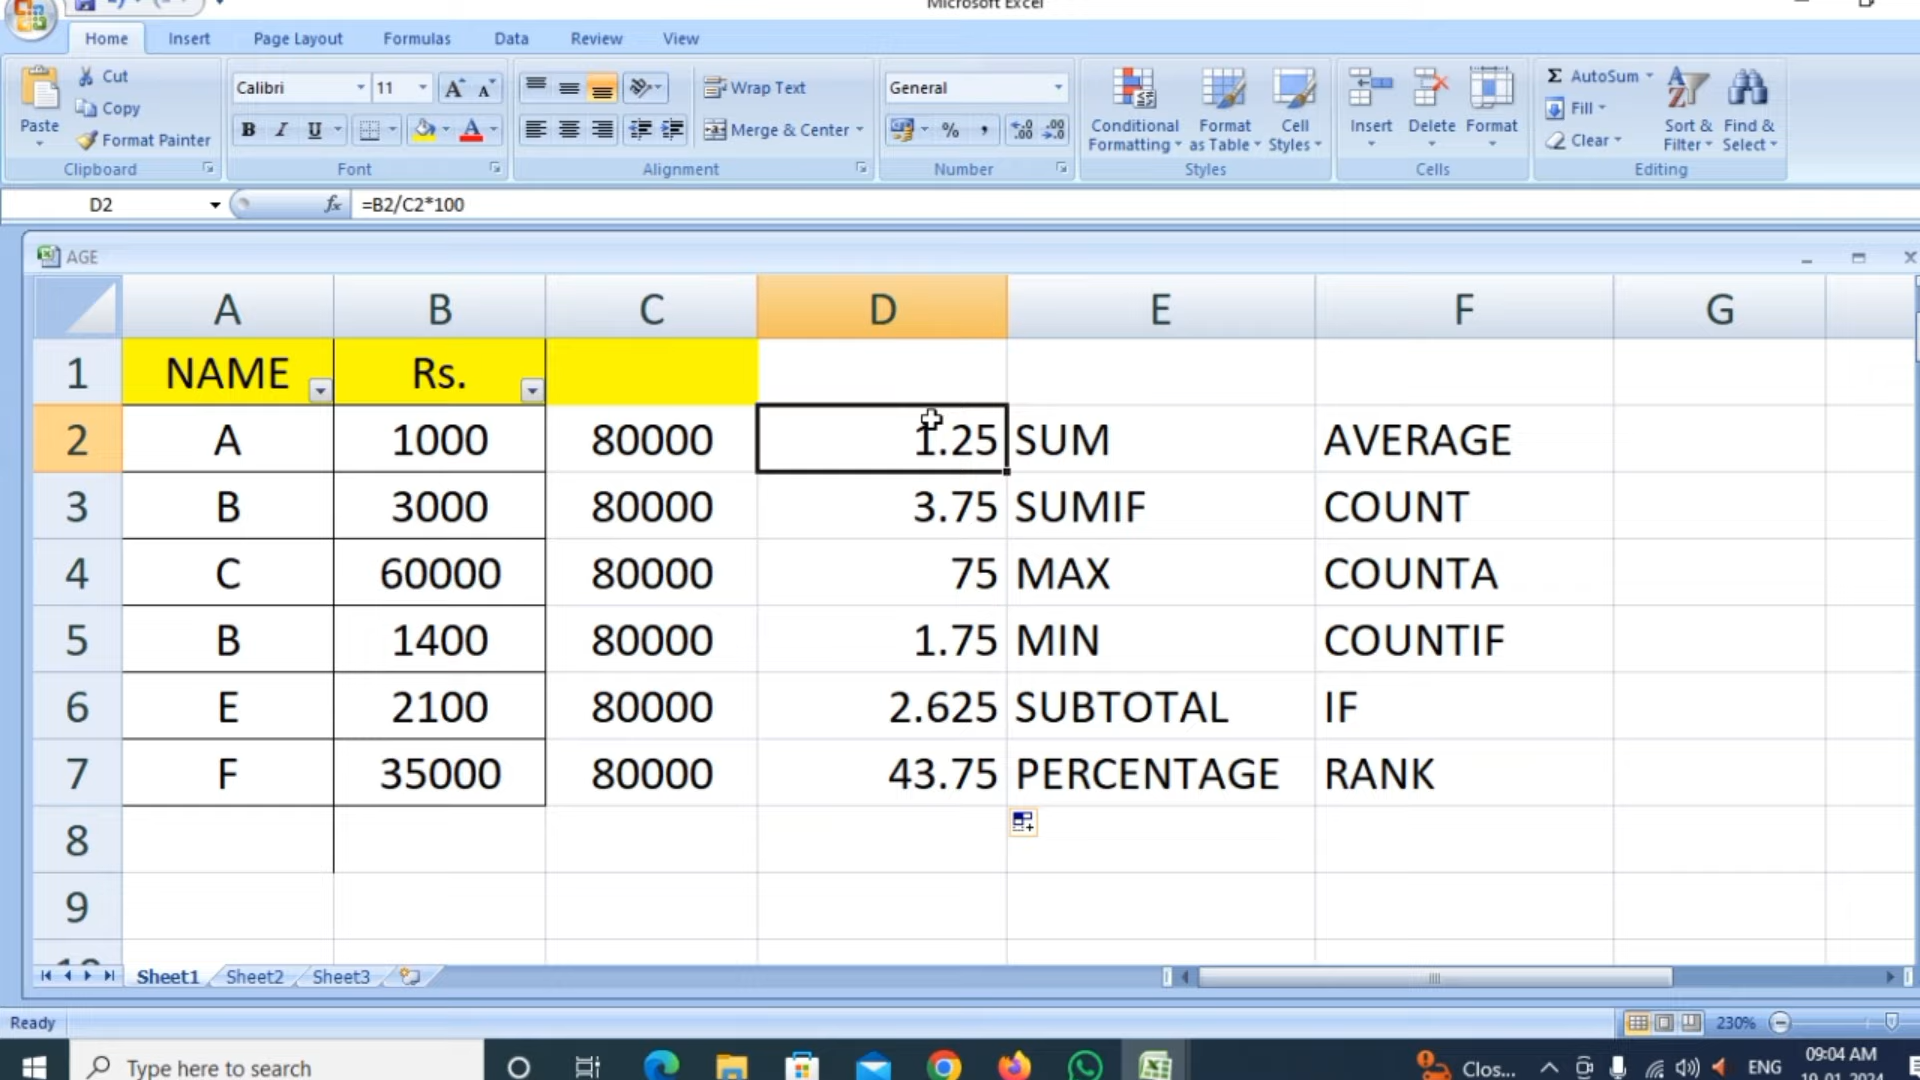 Microsoft Excel
Home Insert Page Layout Formulas Data Review View
Cut
Calibri 11
Wrap Text
General
Σ AutoSum
Copy
Fill
Paste
Conditional Formatting
Format as Table
Cell Styles
Insert Delete Format
Sort & Filter
Find & Select
Format Painter
B I U
Merge & Center
% ,
Clear
Clipboard Font Alignment Number Styles Cells Editing
D2 fx =B2/C2*100
AGE
A B C D E F G
1 NAME Rs.
2 A 1000 80000 1.25 SUM AVERAGE
3 B 3000 80000 3.75 SUMIF COUNT
4 C 60000 80000 75 MAX COUNTA
5 B 1400 80000 1.75 MIN COUNTIF
6 E 2100 80000 2.625 SUBTOTAL IF
7 F 35000 80000 43.75 PERCENTAGE RANK
8
9
Sheet1 Sheet2 Sheet3
Ready 230%
Type here to search
Clos... ENG 09:04 AM